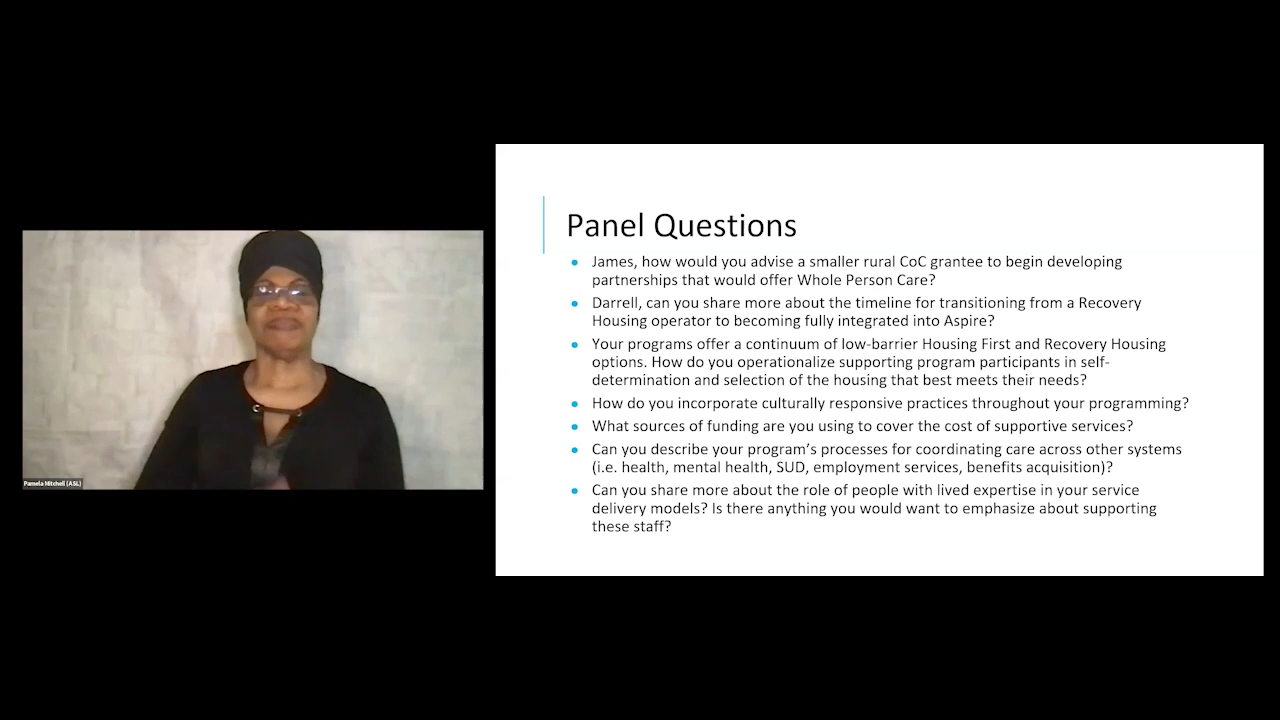 Panel Questions
James, how would you advise a smaller rural CoC grantee to begin developing
partnerships that would offer Whole Person Care?
Darrell, can you share more about the timeline for transitioning from a Recovery
Housing operator to becoming fully integrated into Aspire?
Your programs offer a continuum of low-barrier Housing First and Recovery Housing
options. How do you operationalize supporting program participants in self-
determination and selection of the housing that best meets their needs?
How do you incorporate culturally responsive practices throughout your programming?
What sources of funding are you using to cover the cost of supportive services?
Can you describe your program’s processes for coordinating care across other systems
(i.e. health, mental health, SUD, employment services, benefits acquisition)?
Can you share more about the role of people with lived expertise in your service
delivery models? Is there anything you would want to emphasize about supporting
these staff?
Pamela Mitchell (ASL)